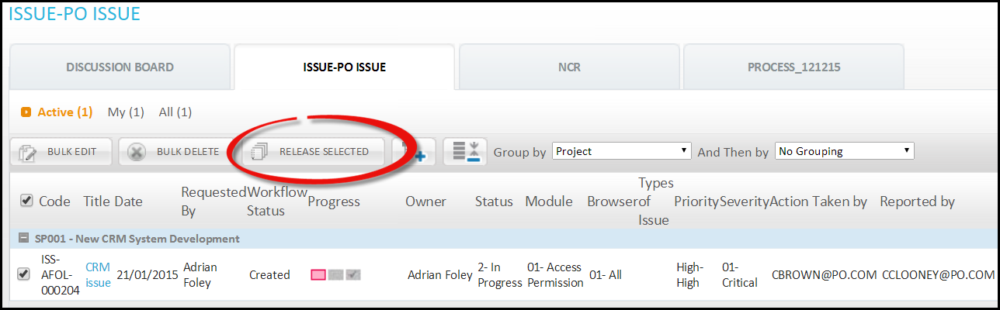 ISSUE-PO ISSUE
DISCUSSION BOARD ISSUE-PO ISSUE NCR PROCESS_121215
Active (1) My (1) All (1)
BULK EDIT BULK DELETE RELEASE SELECTED Group by Project And Then by No Grouping
Code Title Date Requested By Workflow Status Progress Owner Status Module Browser Types of Issue Priority Severity Action Taken by Reported by
SP001 - New CRM System Development
ISS-AFOL-000204 CRM issue 21/01/2015 Adrian Foley Created Adrian Foley 2- In Progress 01- Access Permission 01- All High-High 01- Critical CBROWN@PO.COM CCLOONEY@PO.COM